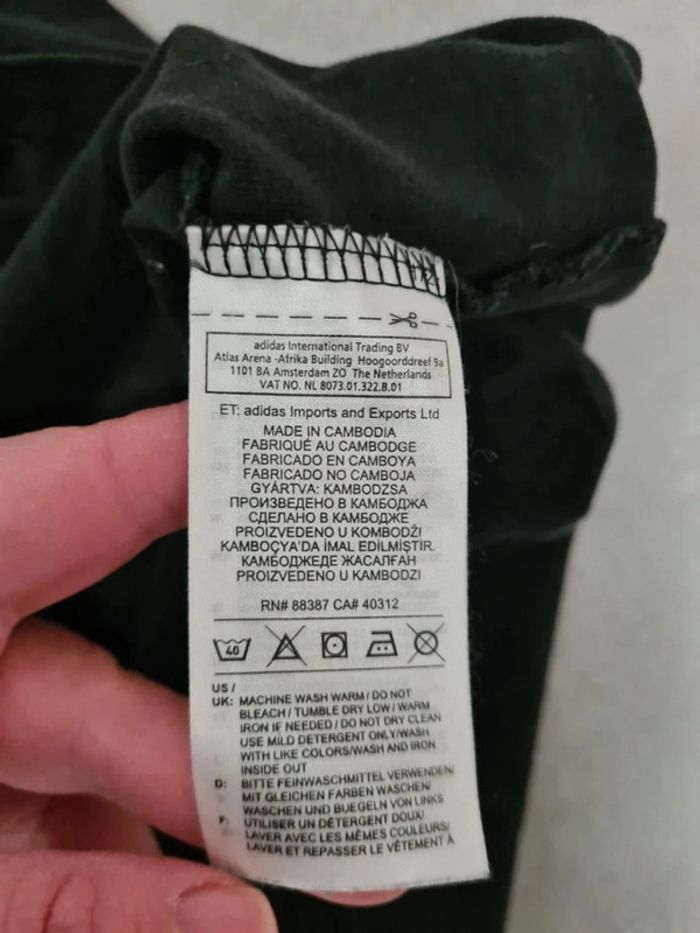 adidas International Trading BV
Atlas Arena -Afrika Building Hoogoorddreef 9a
1101 BA Amsterdam ZO The Netherlands
VAT NO. NL 8073.01.322.B.01
ET: adidas Imports and Exports Ltd
MADE IN CAMBODIA
FABRIQUÉ AU CAMBODGE
FABRICADO EN CAMBOYA
FABRICADO NO CAMBOJA
GYÁRTVA: KAMBODZSA
ПРОИЗВЕДЕНО В КАМБОДЖА
СДЕЛАНО В КАМБОДЖЕ
PROIZVEDENO U KOMBODŽI
KAMBOÇYA'DA İMAL EDİLMİŞTİR.
КАМБОДЖЕДЕ ЖАСАЛҒАН
PROIZVEDENO U KAMBODZI
RN# 88387 CA# 40312
40
US /
UK: MACHINE WASH WARM / DO NOT
BLEACH / TUMBLE DRY LOW / WARM
IRON IF NEEDED / DO NOT DRY CLEAN
USE MILD DETERGENT ONLY/WASH
WITH LIKE COLORS/WASH AND IRON
INSIDE OUT
D: BITTE FEINWASCHMITTEL VERWENDEN/
MIT GLEICHEN FARBEN WASCHEN/
WASCHEN UND BUEGELN VON LINKS
F: UTILISER UN DÉTERGENT DOUX/
LAVER AVEC LES MÊMES COULEURS/
LAVER ET REPASSER LE VÊTEMENT À